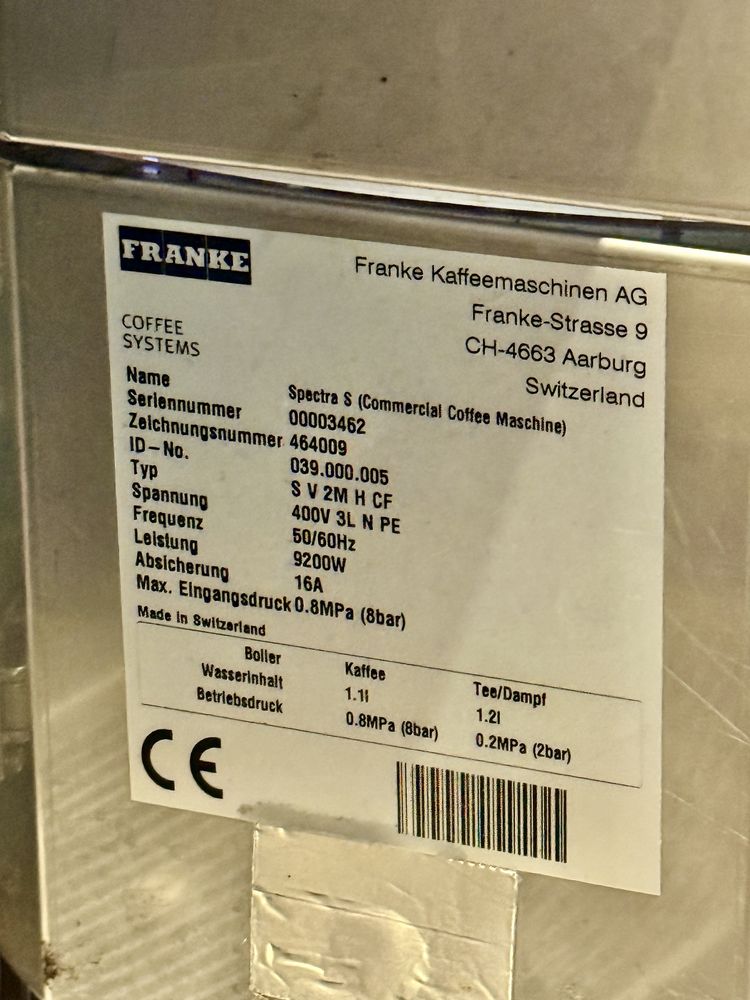 FRANKE
COFFEE
SYSTEMS
Franke Kaffeemaschinen AG
Franke-Strasse 9
CH-4663 Aarburg
Switzerland
Name Spectra S (Commercial Coffee Maschine)
Seriennummer 00003462
Zeichnungsnummer 464009
ID-No. 039.000.005
Typ S V 2M H CF
Spannung 400V 3L N PE
Frequenz 50/60Hz
Leistung 9200W
Absicherung 16A
Max. Eingangsdruck 0.8MPa (8bar)
Made in Switzerland
Boiler Kaffee Tee/Dampf
Wasserinhalt 1.1l 1.2l
Betriebsdruck 0.8MPa (8bar) 0.2MPa (2bar)
CE